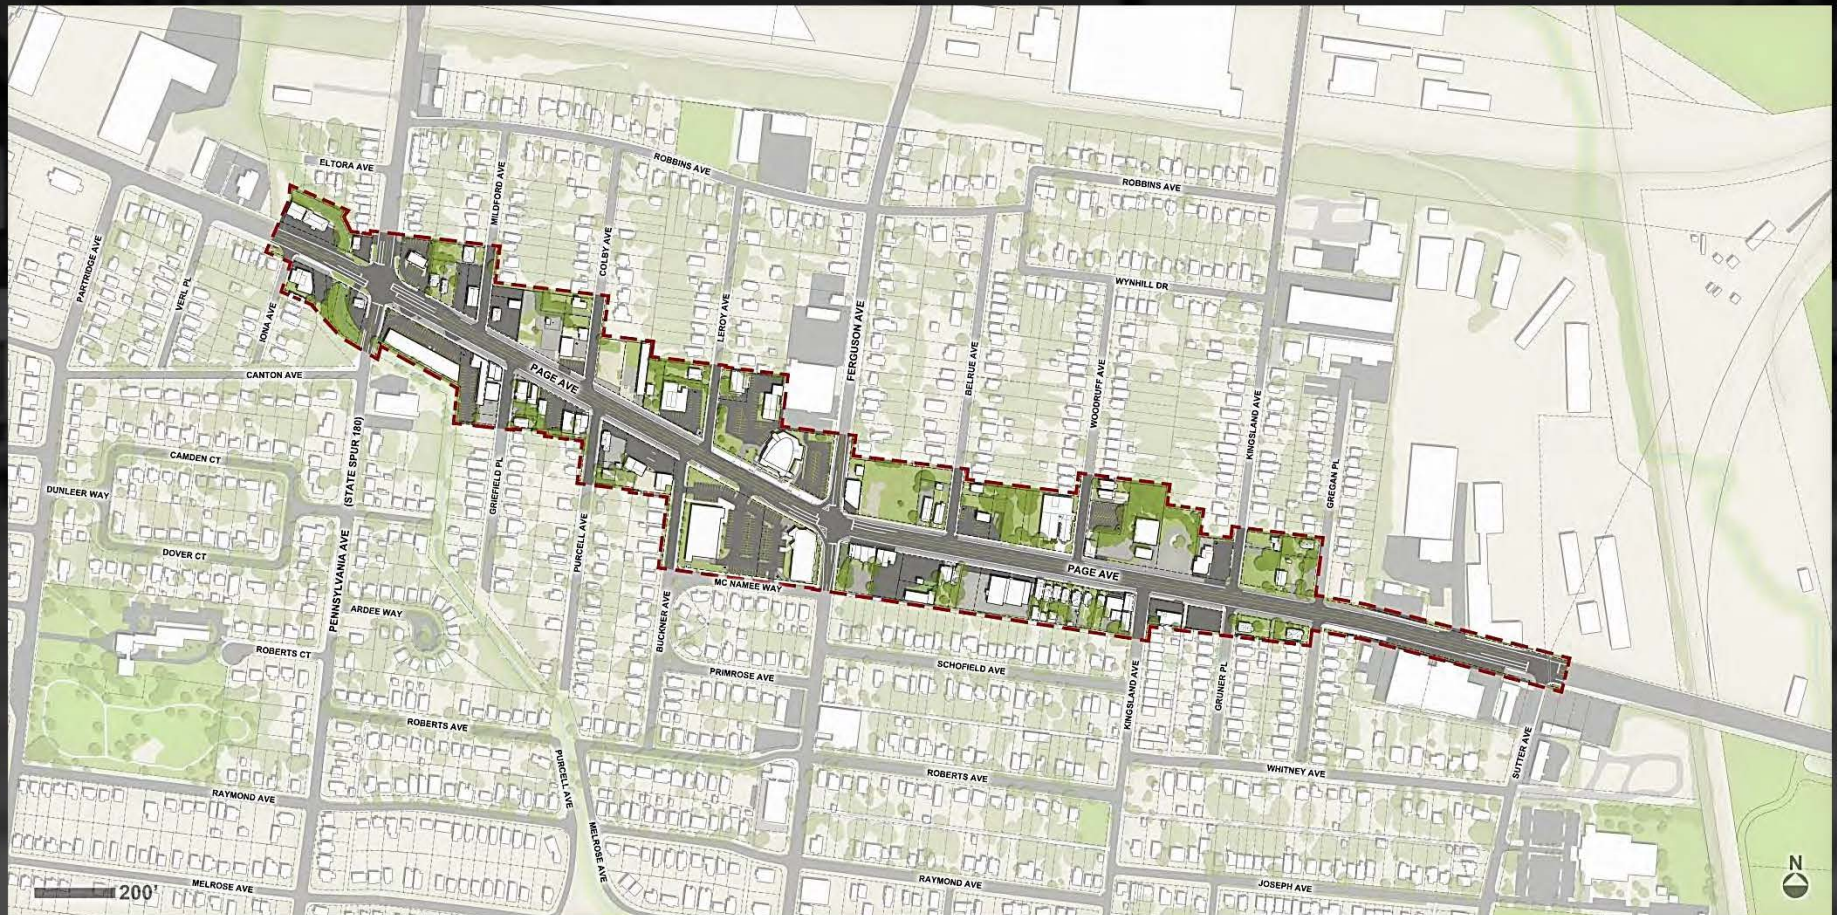 ELTORA AVE
ROBBINS AVE
ROBBINS AVE
MILDFORD AVE
PARTRIDGE AVE
VERL PL
IONA AVE
COLBY AVE
LEROY AVE
FERGUSON AVE
WYNHILL DR
BELRUE AVE
WOODRUFF AVE
KINGSLAND AVE
GREGAN PL
CANTON AVE
PAGE AVE
PAGE AVE
CAMDEN CT
DUNLEER WAY
DOVER CT
(STATE SPUR 180)
PENNSYLVANIA AVE
GRIEFIELD PL
PURCELL AVE
BUCKNER AVE
MC NAMEE WAY
ARDEE WAY
ROBERTS CT
PRIMROSE AVE
SCHOFIELD AVE
KINGSLAND AVE
GRUNER PL
SUTTER AVE
ROBERTS AVE
PURCELL AVE
ROBERTS AVE
WHITNEY AVE
RAYMOND AVE
MELROSE AVE
MELROSE AVE
RAYMOND AVE
JOSEPH AVE
200'
N